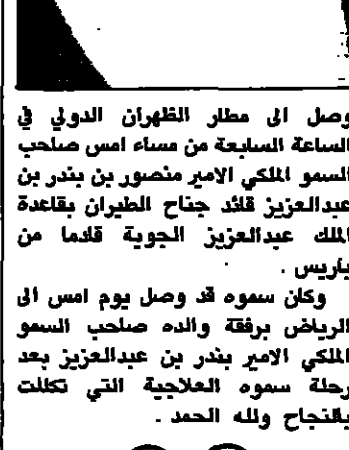 وصل الى مطار الظهران الدولي في
الساعة السابعة من مساء امس صاحب
السمو الملكي الامير منصور بن بندر بن
عبدالعزيز قائد جناح الطيران بقاعدة
الملك عبدالعزيز الجوية قادما من
باريس .
وكان سموه قد وصل يوم امس الى
الرياض برفقة والده صاحب السمو
الملكي الامير بندر بن عبدالعزيز بعد
رحلة سموه العلاجية التي تكللت
بالنجاح ولله الحمد .